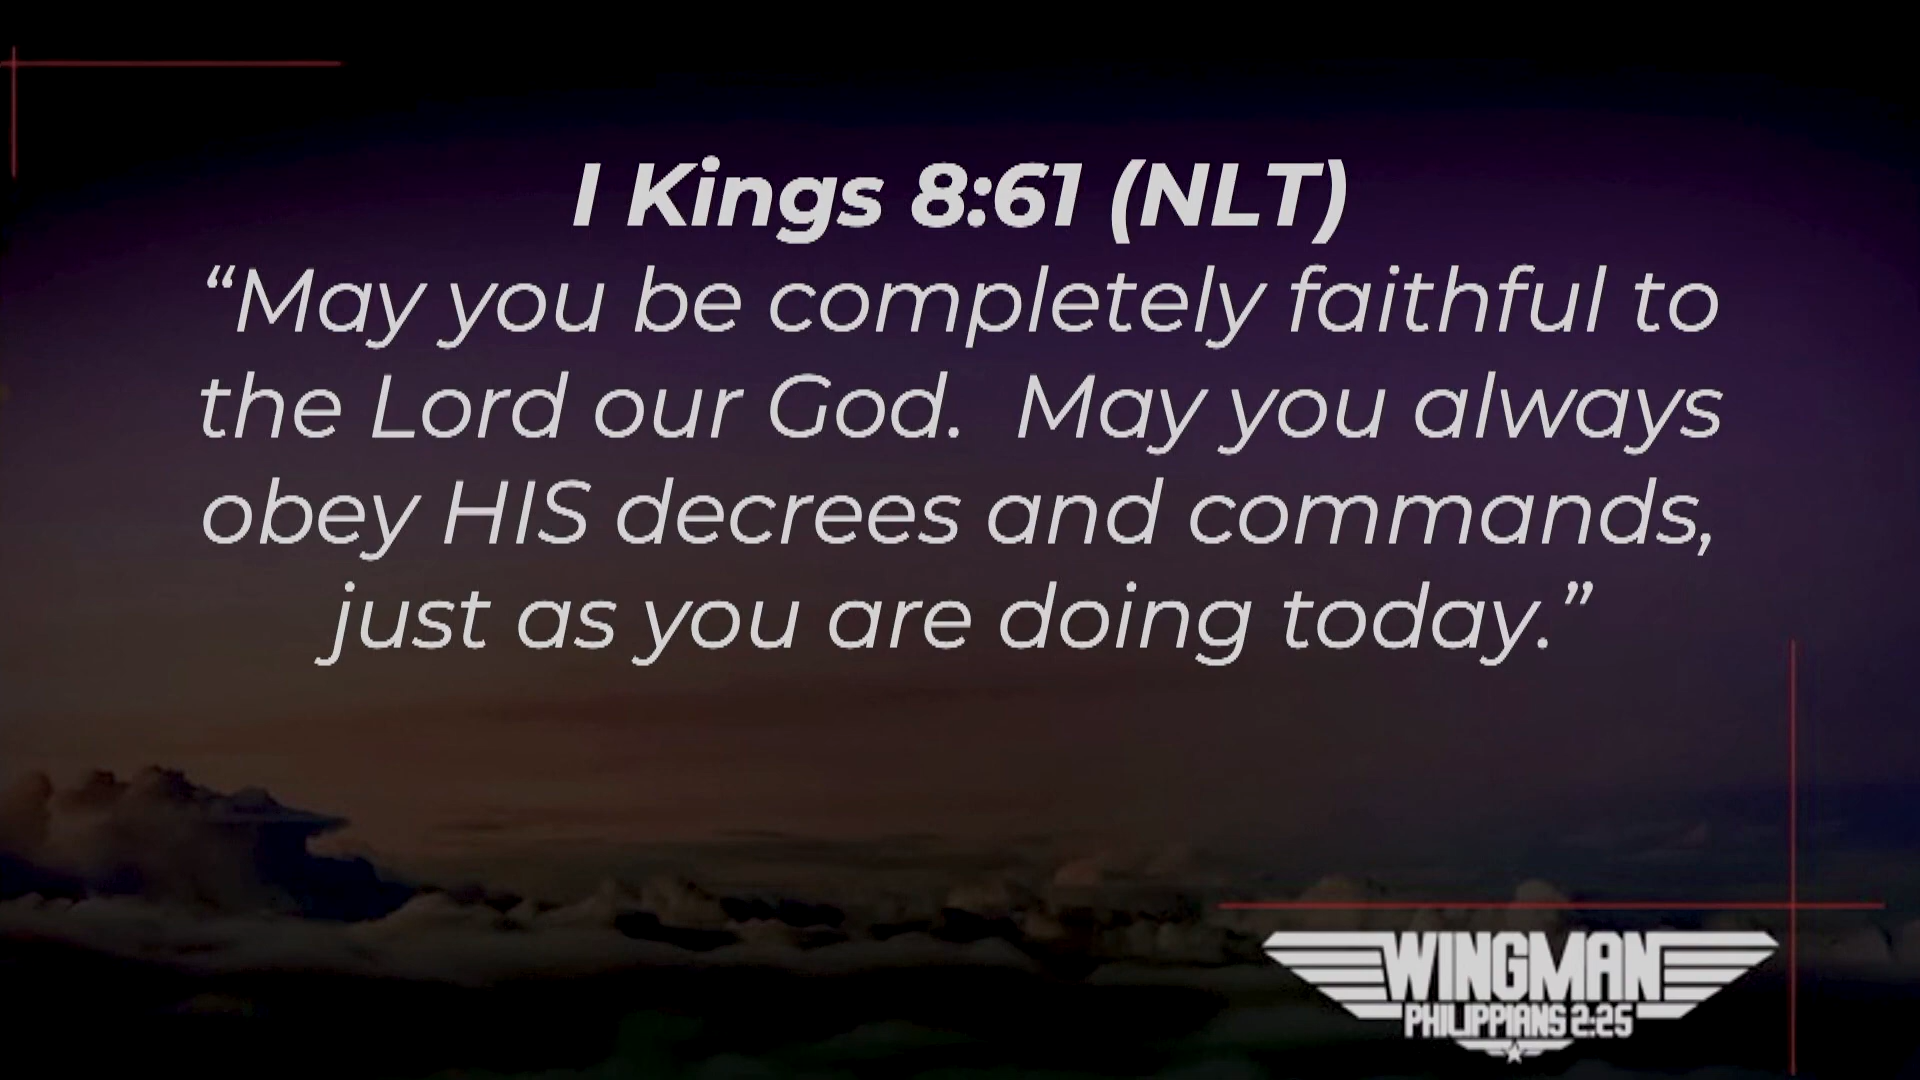 I Kings 8:61 (NLT)
“May you be completely faithful to
the Lord our God.  May you always
obey HIS decrees and commands,
just as you are doing today.”
WINGMAN
PHILIPPIANS 2:25